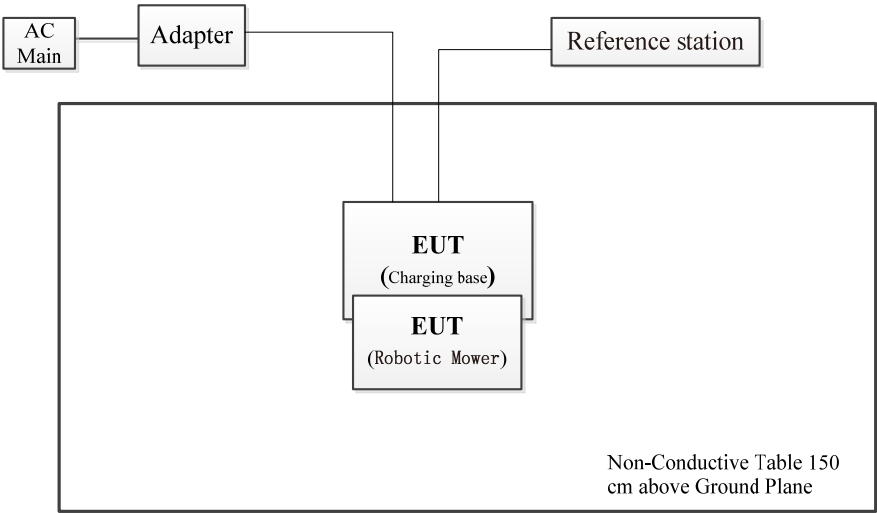 AC
Main
Adapter
Reference station
EUT
(Charging base)
EUT
(Robotic Mower)
Non-Conductive Table 150
cm above Ground Plane